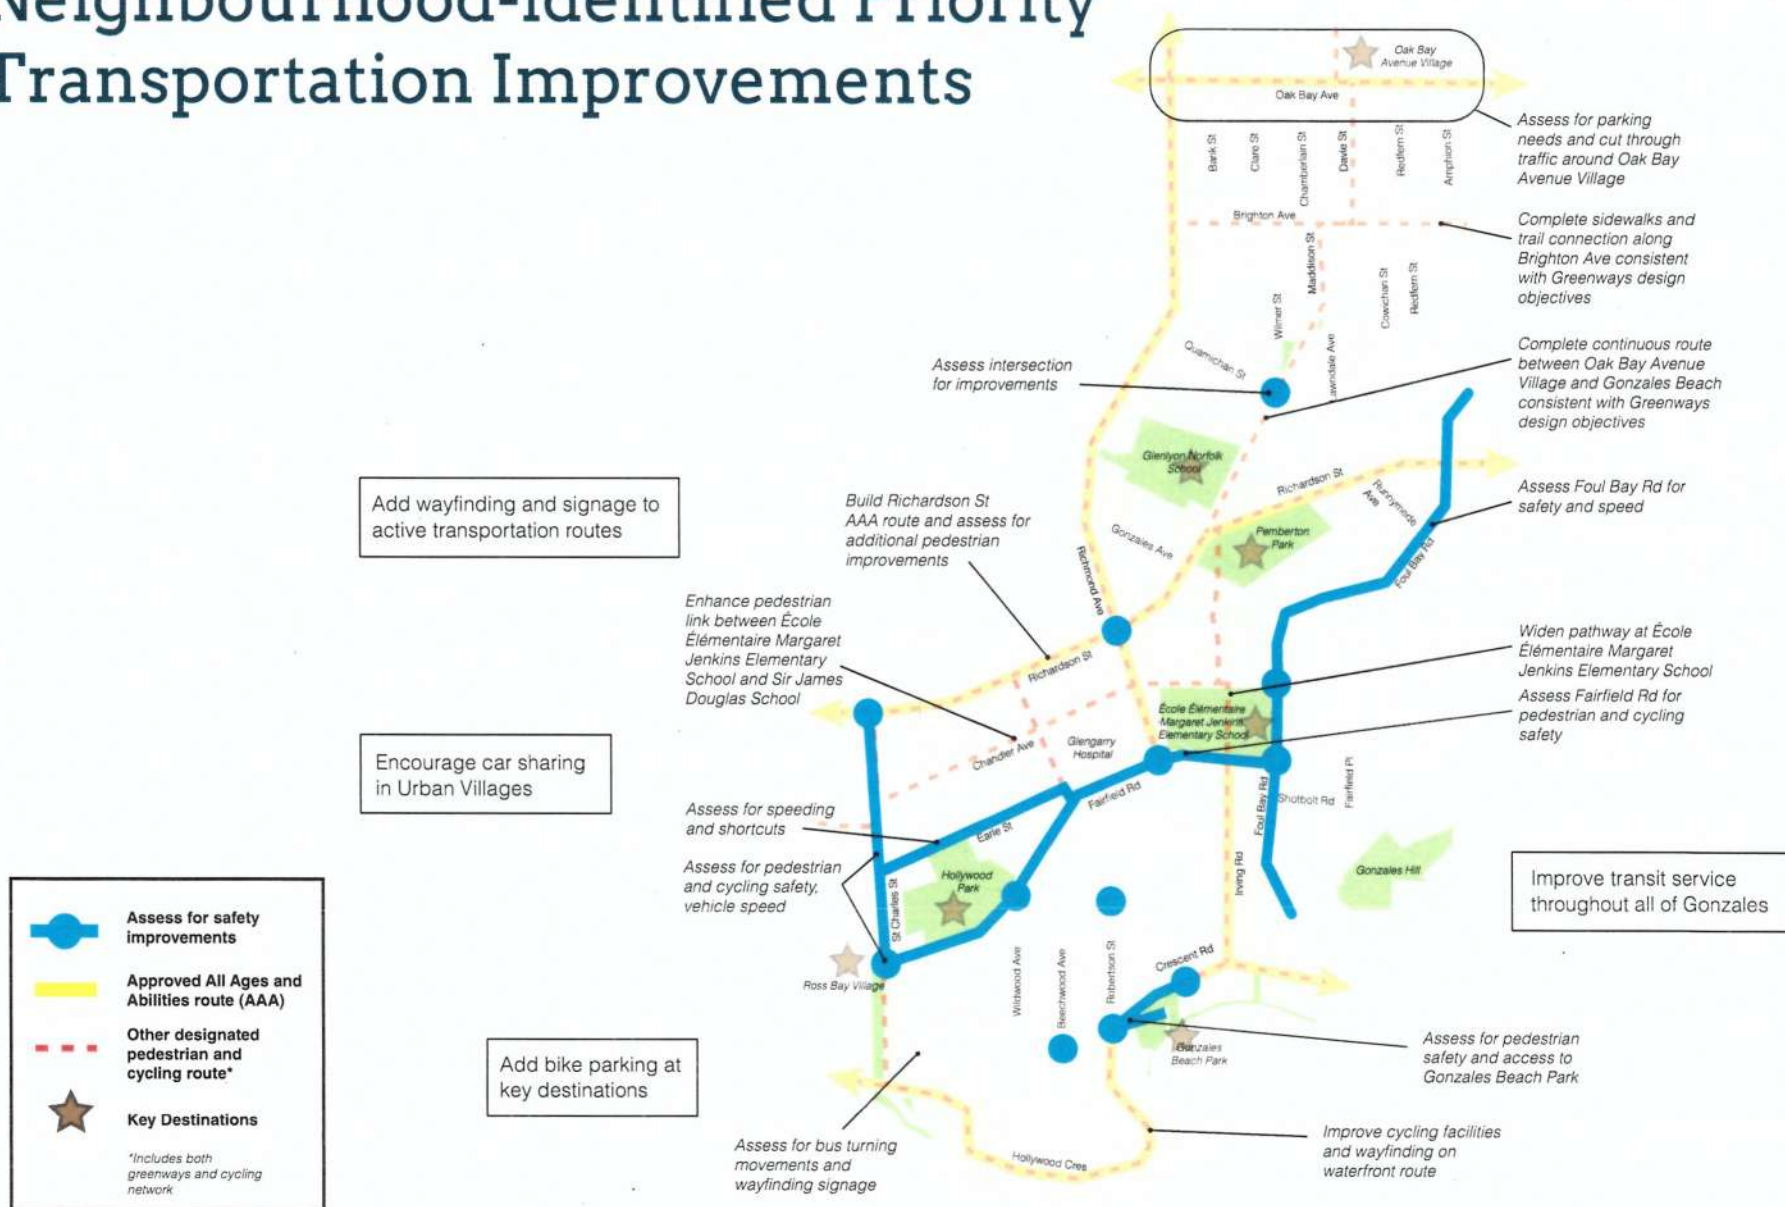 Neighbourhood-Identified Priority
Transportation Improvements
Oak Bay
Avenue Village
Oak Bay Ave
Assess for parking
needs and cut through
traffic around Oak Bay
Avenue Village
Bank St
Clare St
Chamberlain St
Davie St
Redfern St
Amphion St
Brighton Ave
Complete sidewalks and
trail connection along
Brighton Ave consistent
with Greenways design
objectives
Maddison St
Wilmer St
Cowichan St
Redfern St
Lawndale Ave
Quamichan St
Assess intersection
for improvements
Complete continuous route
between Oak Bay Avenue
Village and Gonzales Beach
consistent with Greenways
design objectives
Glenlyon Norfolk
School
Richardson St
Runnymede
Ave
Assess Foul Bay Rd for
safety and speed
Add wayfinding and signage to
active transportation routes
Build Richardson St
AAA route and assess for
additional pedestrian
improvements
Gonzales Ave
Pemberton
Park
Richmond Ave
Foul Bay Rd
Enhance pedestrian
link between École
Élémentaire Margaret
Jenkins Elementary
School and Sir James
Douglas School
Richardson St
Widen pathway at École
Élémentaire Margaret
Jenkins Elementary School
Assess Fairfield Rd for
pedestrian and cycling
safety
École Élémentaire
Margaret Jenkins
Elementary School
Glengarry
Hospital
Chandler Ave
Encourage car sharing
in Urban Villages
Fairfield Rd
Foul Bay Rd
Shotbolt Rd
Fairfield Pl
Assess for speeding
and shortcuts
Earle St
Assess for pedestrian
and cycling safety,
vehicle speed
St Charles St
Hollywood
Park
Irving Rd
Gonzales Hill
Improve transit service
throughout all of Gonzales
Ross Bay Village
Wildwood Ave
Beechwood Ave
Robertson St
Crescent Rd
Gonzales
Beach Park
Assess for pedestrian
safety and access to
Gonzales Beach Park
Add bike parking at
key destinations
Assess for bus turning
movements and
wayfinding signage
Hollywood Cres
Improve cycling facilities
and wayfinding on
waterfront route
Assess for safety
improvements
Approved All Ages and
Abilities route (AAA)
Other designated
pedestrian and
cycling route*
Key Destinations
*Includes both
greenways and cycling
network